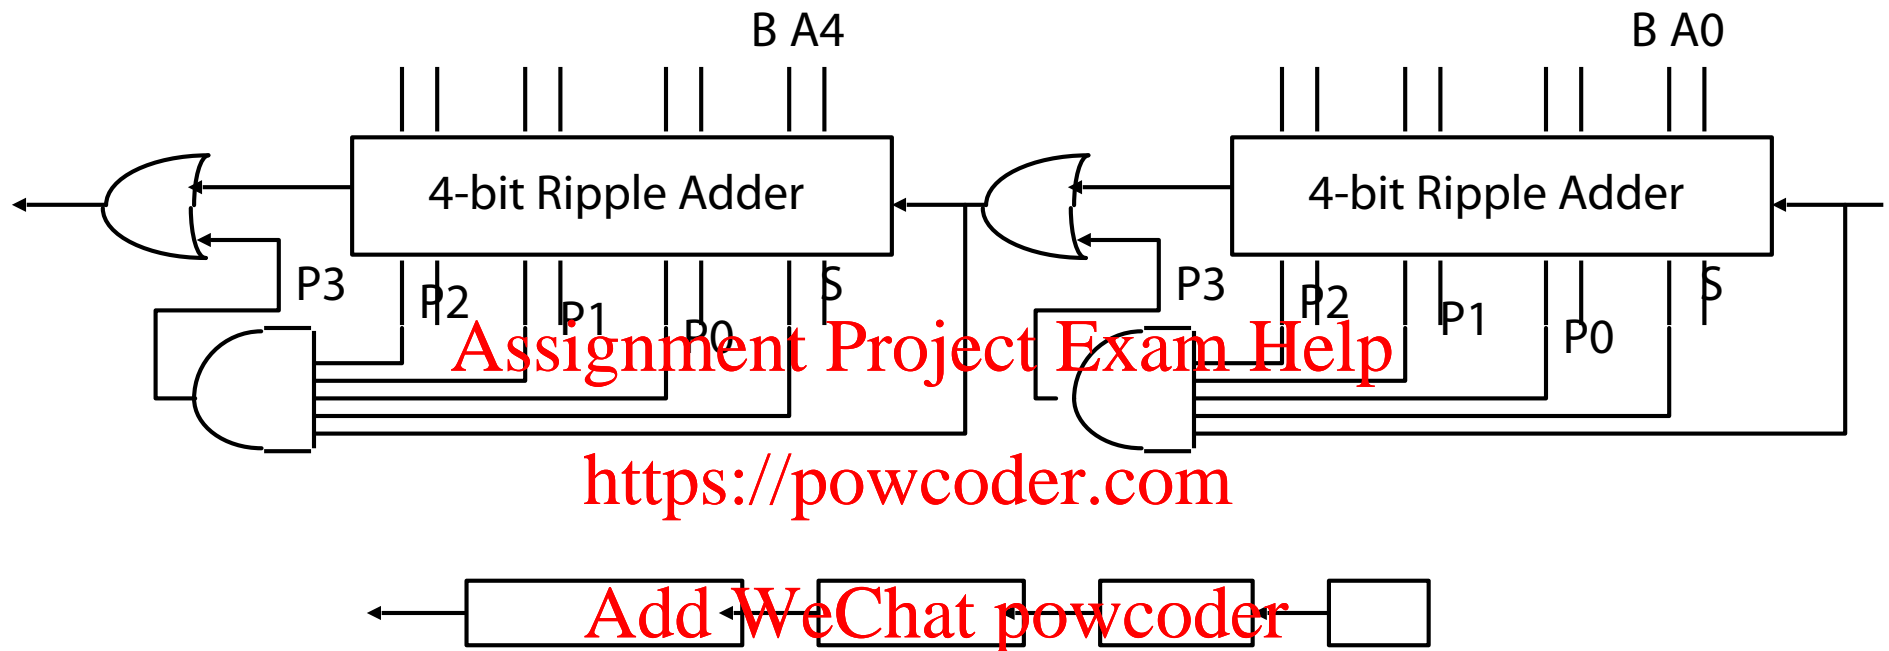 B A4
B A0
4-bit Ripple Adder
4-bit Ripple Adder
P3
P2
P1
P0
S
P3
P2
P1
P0
S
Assignment Project Exam Help
https://powcoder.com
Add WeChat powcoder